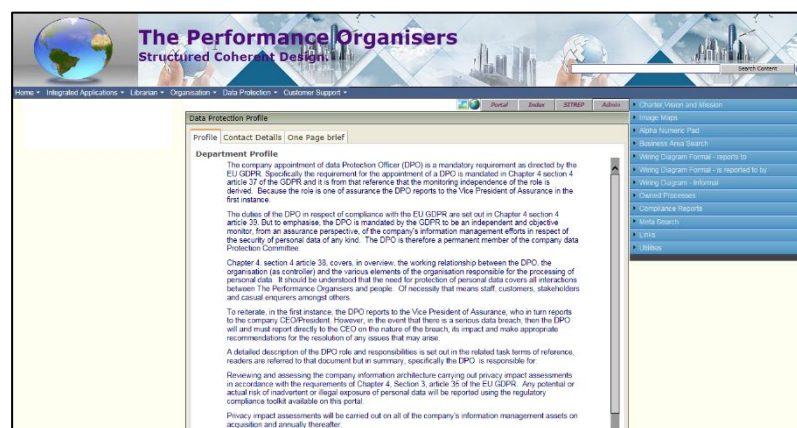 The Performance Organisers
Structured Coherent Design.
Search Content
Home Integrated Applications Librarian Organisation Data Protection Customer Support
Portal Index SITREP Admin
Data Protection Profile
Profile Contact Details One Page brief
Department Profile
The company appointment of data Protection Officer (DPO) is a mandatory requirement as directed by the
EU GDPR. Specifically the requirement for the appointment of a DPO is mandated in Chapter 4 section 4
article 37 of the GDPR and it is from that reference that the monitoring independence of the role is
derived. Because the role is one of assurance the DPO reports to the Vice President of Assurance in the
first instance.
The duties of the DPO in respect of compliance with the EU GDPR are set out in Chapter 4 section 4
article 39. But to emphasise, the DPO is mandated by the GDPR to be an independent and objective
monitor, from an assurance perspective, of the company's information management efforts in respect of
the security of personal data of any kind. The DPO is therefore a permanent member of the company data
Protection Committee.
Chapter 4, section 4 article 38, covers, in overview, the working relationship between the DPO, the
organisation (as controller) and the various elements of the organisation responsible for the processing of
personal data. It should be understood that the need for protection of personal data covers all interactions
between The Performance Organisers and people. Of necessity that means staff, customers, stakeholders
and casual enquirers amongst others.
To reiterate, in the first instance, the DPO reports to the Vice President of Assurance, who in turn reports
to the company CEO/President. However, in the event that there is a serious data breach, then the DPO
will and must report directly to the CEO on the nature of the breach, its impact and make appropriate
recommendations for the resolution of any issues that may arise.
A detailed description of the DPO role and responsibilities is set out in the related task terms of reference,
readers are referred to that document but in summary, specifically the DPO is responsible for:
Reviewing and assessing the company information architecture carrying out privacy impact assessments
in accordance with the requirements of Chapter 4, Section 3, article 35 of the EU GDPR. Any potential or
actual risk of inadvertent or illegal exposure of personal data will be reported using the regulatory
compliance toolkit available on this portal.
Privacy impact assessments will be carried out on all of the company's information management assets on
acquisition and annually thereafter.
Charter, Vision and Mission
Image Maps
Alpha Numeric Pad
Business Area Search
Wiring Diagram Formal - reports to
Wiring Diagram Formal - is reported to by
Wiring Diagram - Informal
Owned Processes
Compliance Reports
Meta Search
Links
Utilities